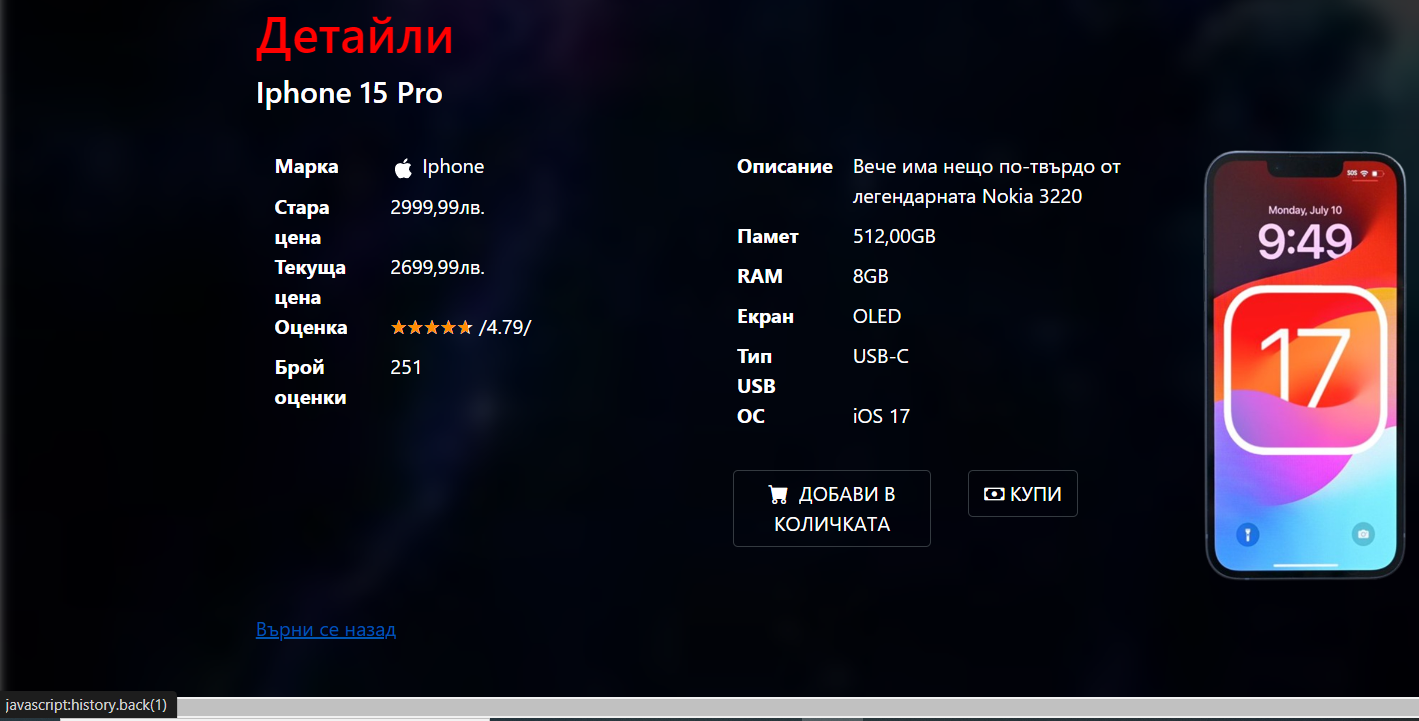 Детайли
Iphone 15 Pro
Марка
Iphone
Стара
цена
2999,99лв.
Текуща
цена
2699,99лв.
Оценка
/4.79/
Брой
оценки
251
Описание
Вече има нещо по-твърдо от
легендарната Nokia 3220
Памет
512,00GB
RAM
8GB
Екран
OLED
Тип
USB
USB-C
ОС
iOS 17
ДОБАВИ В
КОЛИЧКАТА
КУПИ
SOS
Monday, July 10
9:49
17
Върни се назад
javascript:history.back(1)